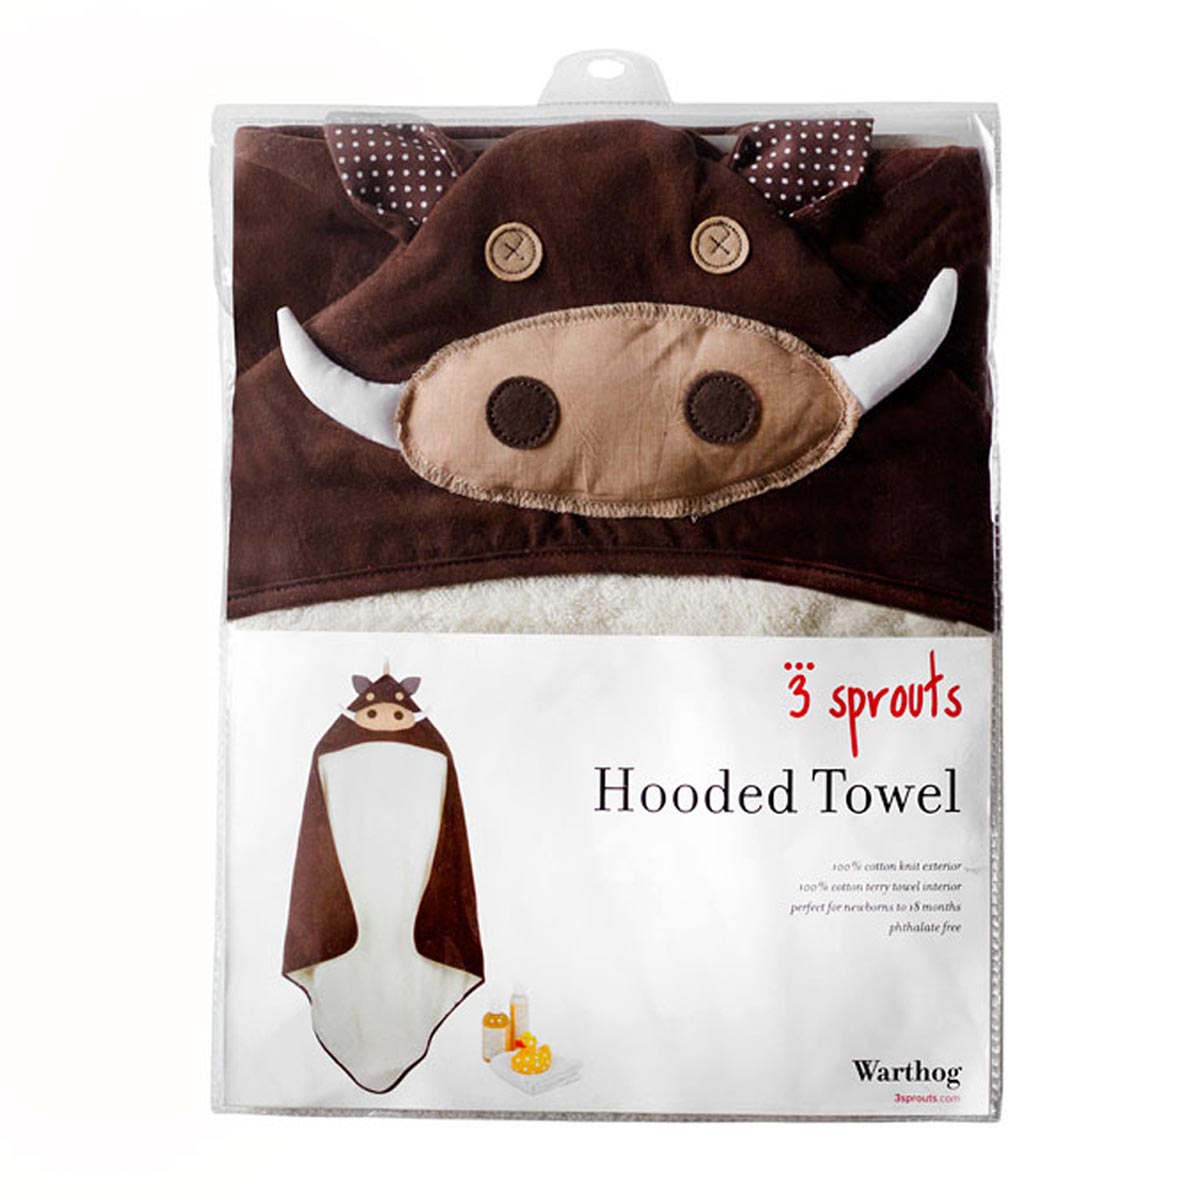 3 sprouts
Hooded Towel
100% cotton knit exterior
100% cotton terry towel interior
perfect for newborns to 18 months
phthalate free
Warthog
3sprouts.com